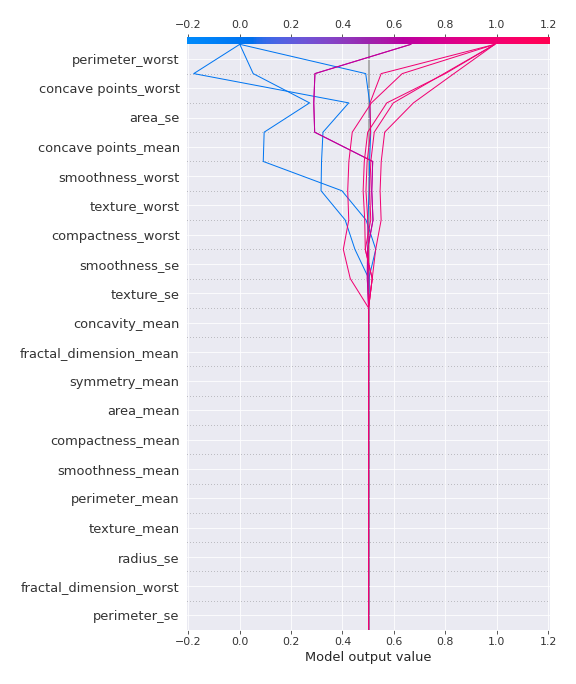 −0.2 0.0 0.2 0.4 0.6 0.8 1.0 1.2
perimeter_worst
concave points_worst
area_se
concave points_mean
smoothness_worst
texture_worst
compactness_worst
smoothness_se
texture_se
concavity_mean
fractal_dimension_mean
symmetry_mean
area_mean
compactness_mean
smoothness_mean
perimeter_mean
texture_mean
radius_se
fractal_dimension_worst
perimeter_se
−0.2 0.0 0.2 0.4 0.6 0.8 1.0 1.2
Model output value